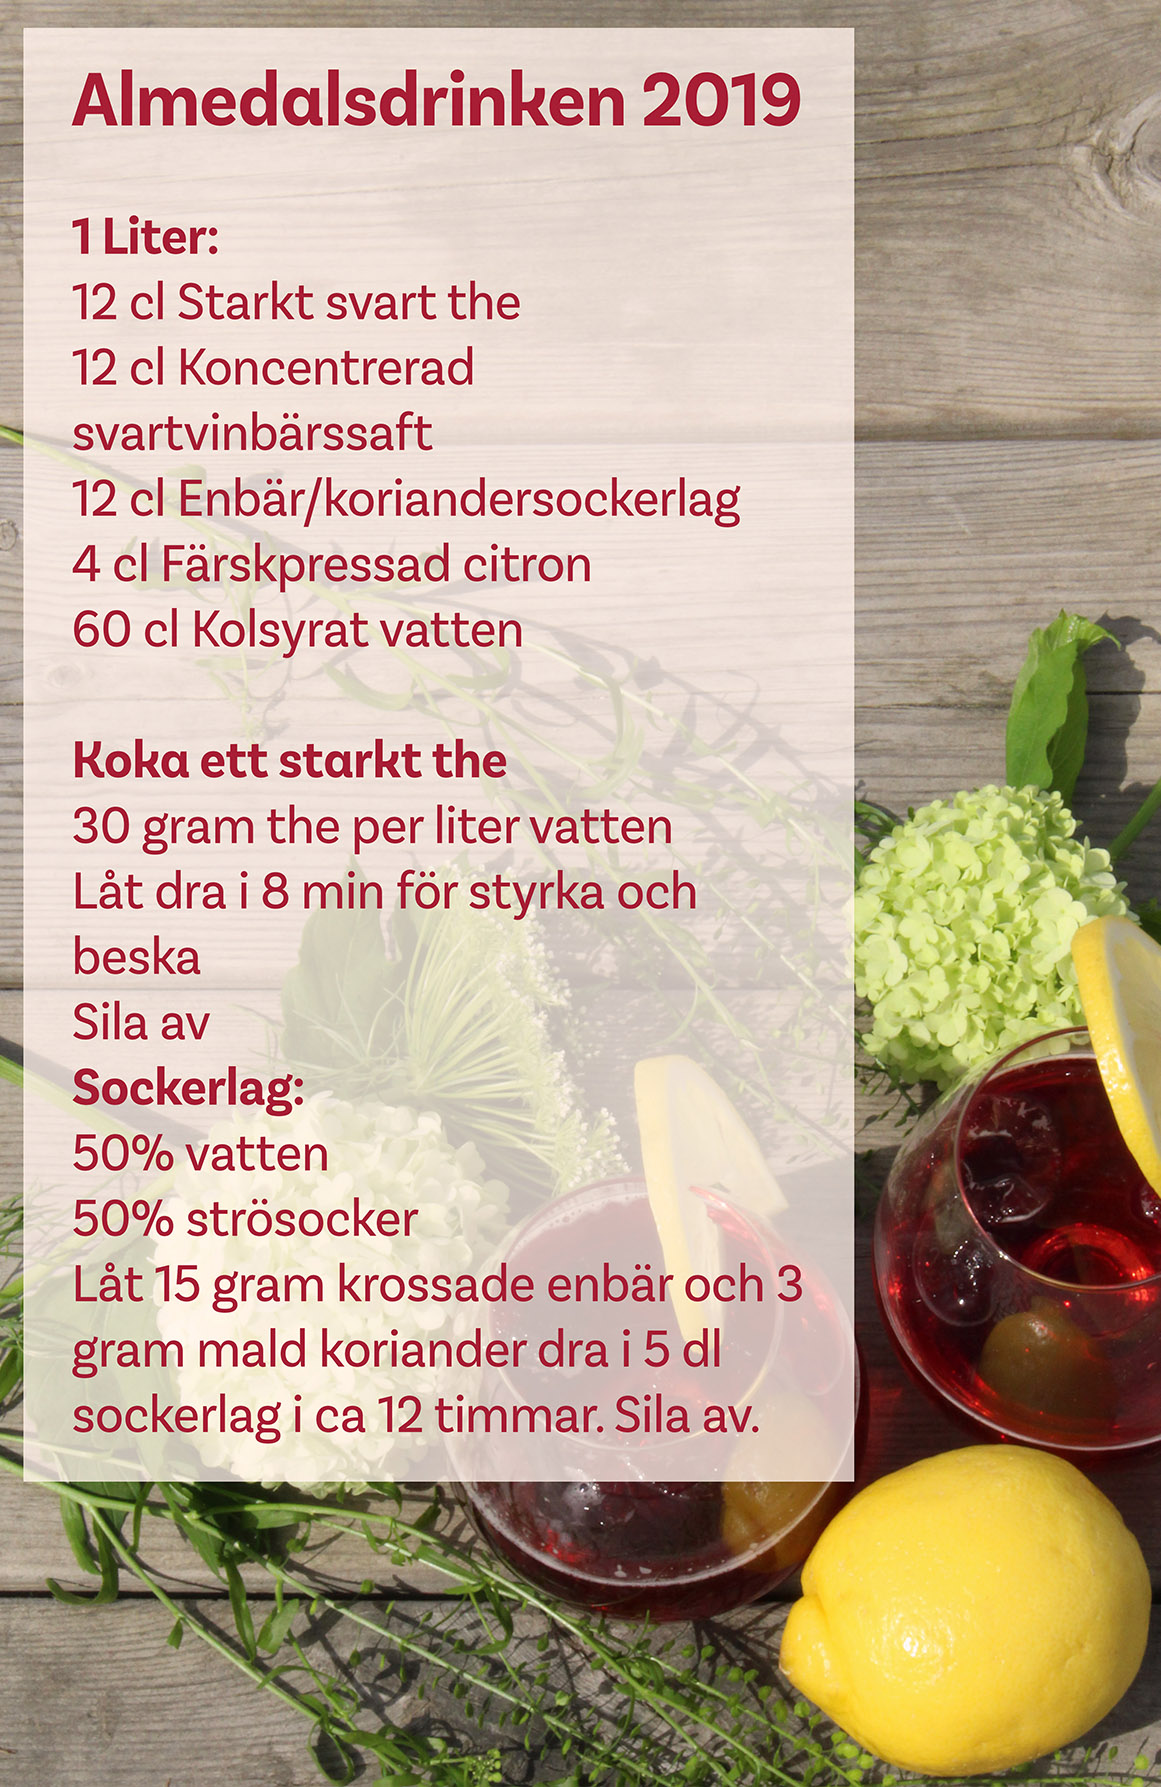 Almedalsdrinken 2019
1 Liter:
12 cl Starkt svart the
12 cl Koncentrerad
svartvinbärssaft
12 cl Enbär/koriandersockerlag
4 cl Färskpressad citron
60 cl Kolsyrat vatten
Koka ett starkt the
30 gram the per liter vatten
Låt dra i 8 min för styrka och
beska
Sila av
Sockerlag:
50% vatten
50% strösocker
Låt 15 gram krossade enbär och 3
gram mald koriander dra i 5 dl
sockerlag i ca 12 timmar. Sila av.